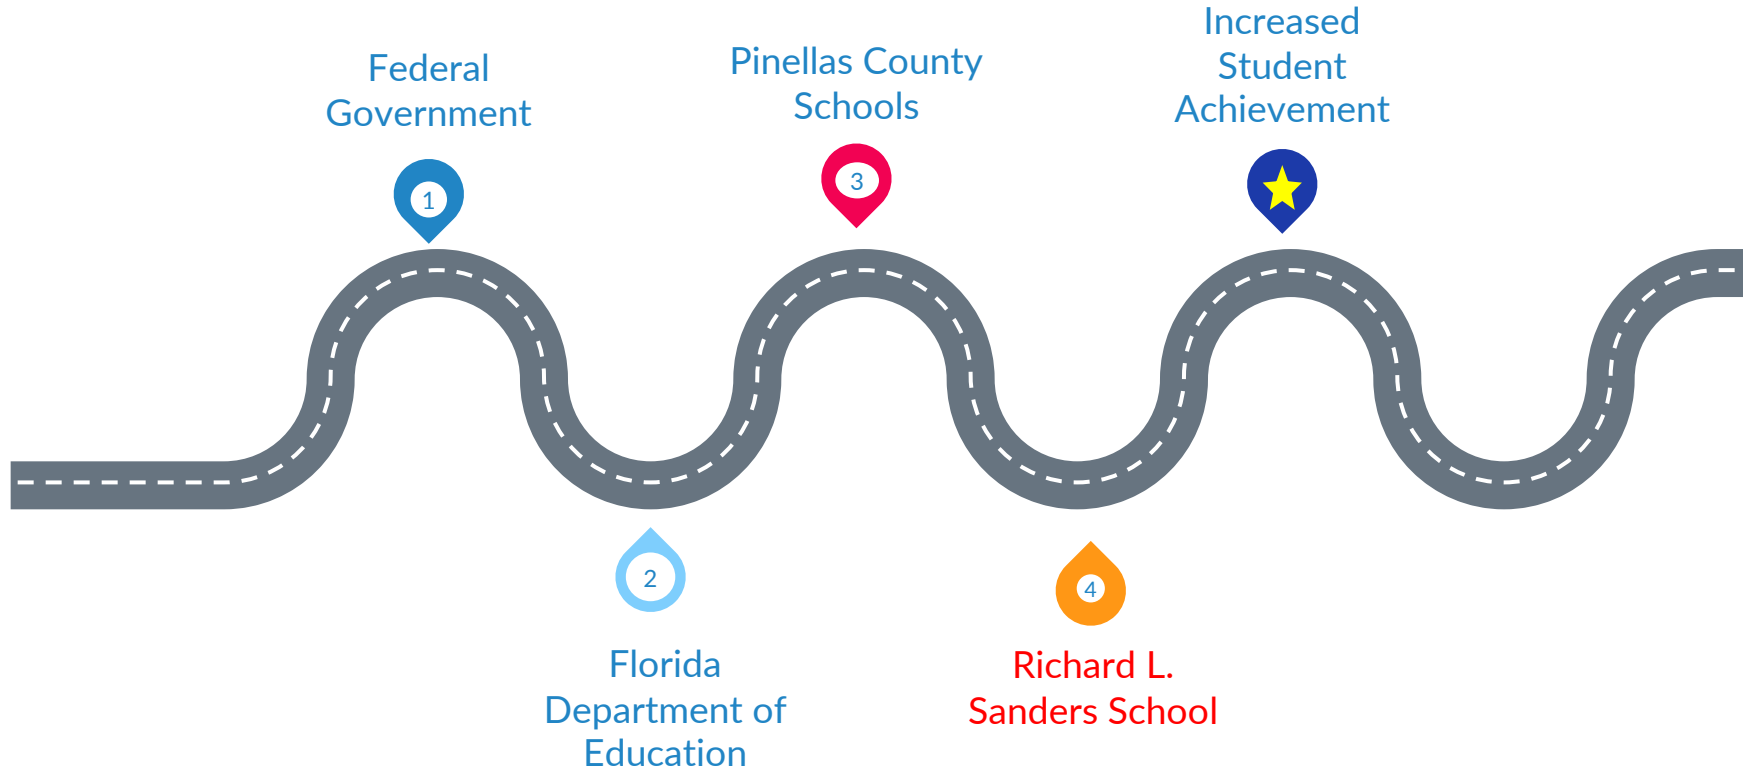 Federal
Government
1
2
Florida
Department of
Education
Pinellas County
Schools
3
4
Richard L.
Sanders School
Increased
Student
Achievement